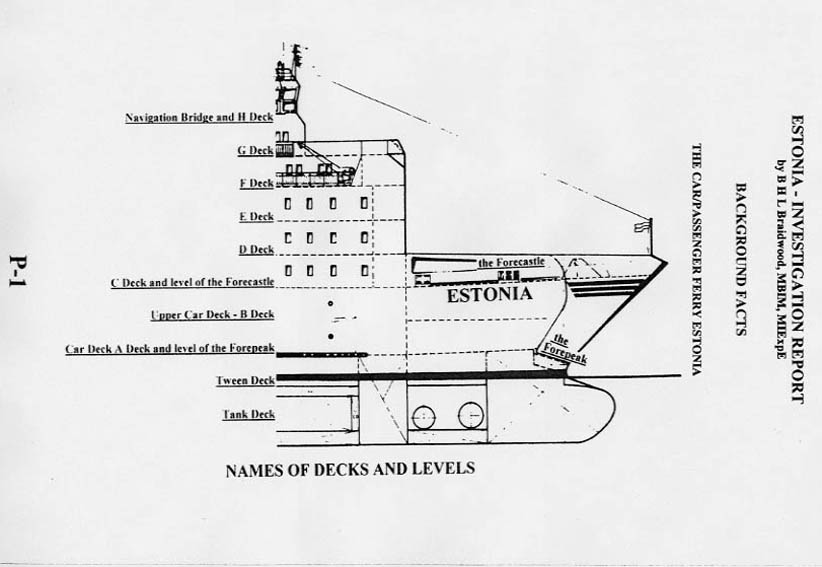 ESTONIA - INVESTIGATION REPORT
by B H L Braidwood, MBIM, MIExpE
BACKGROUND FACTS
THE CAR/PASSENGER FERRY ESTONIA
Navigation Bridge and H Deck
G Deck
F Deck
E Deck
D Deck
the Forecastle
C Deck and level of the Forecastle
ESTONIA
Upper Car Deck - B Deck
the
Forepeak
Car Deck A Deck and level of the Forepeak
Tween Deck
Tank Deck
NAMES OF DECKS AND LEVELS
P-1